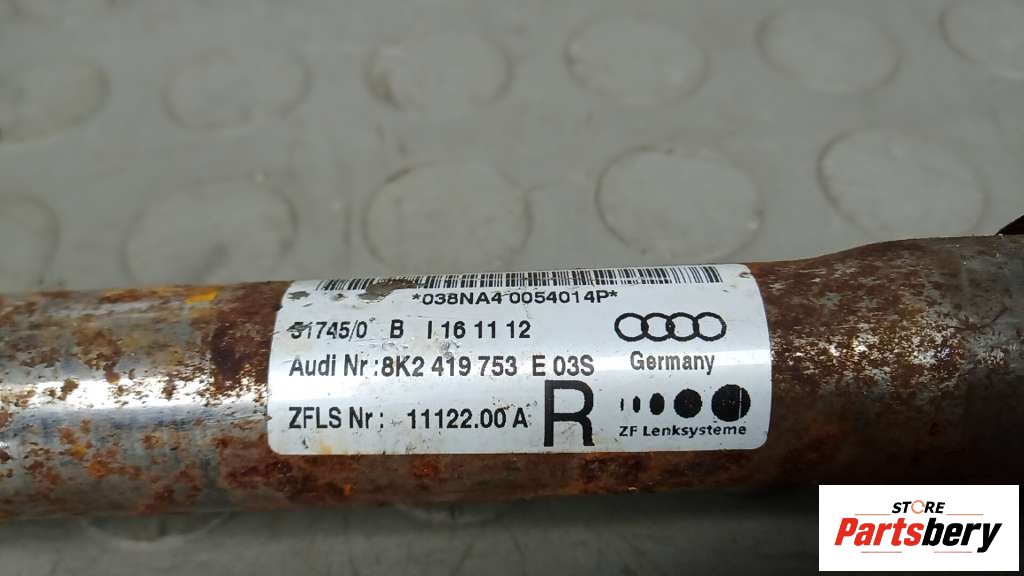 *038NA4 0054014P*
51745/0 B I 16 11 12
Audi Nr :8K2 419 753 E 03S
Germany
ZFLS Nr : 11122.00 A
R
ZF Lenksysteme
STORE
Partsbery